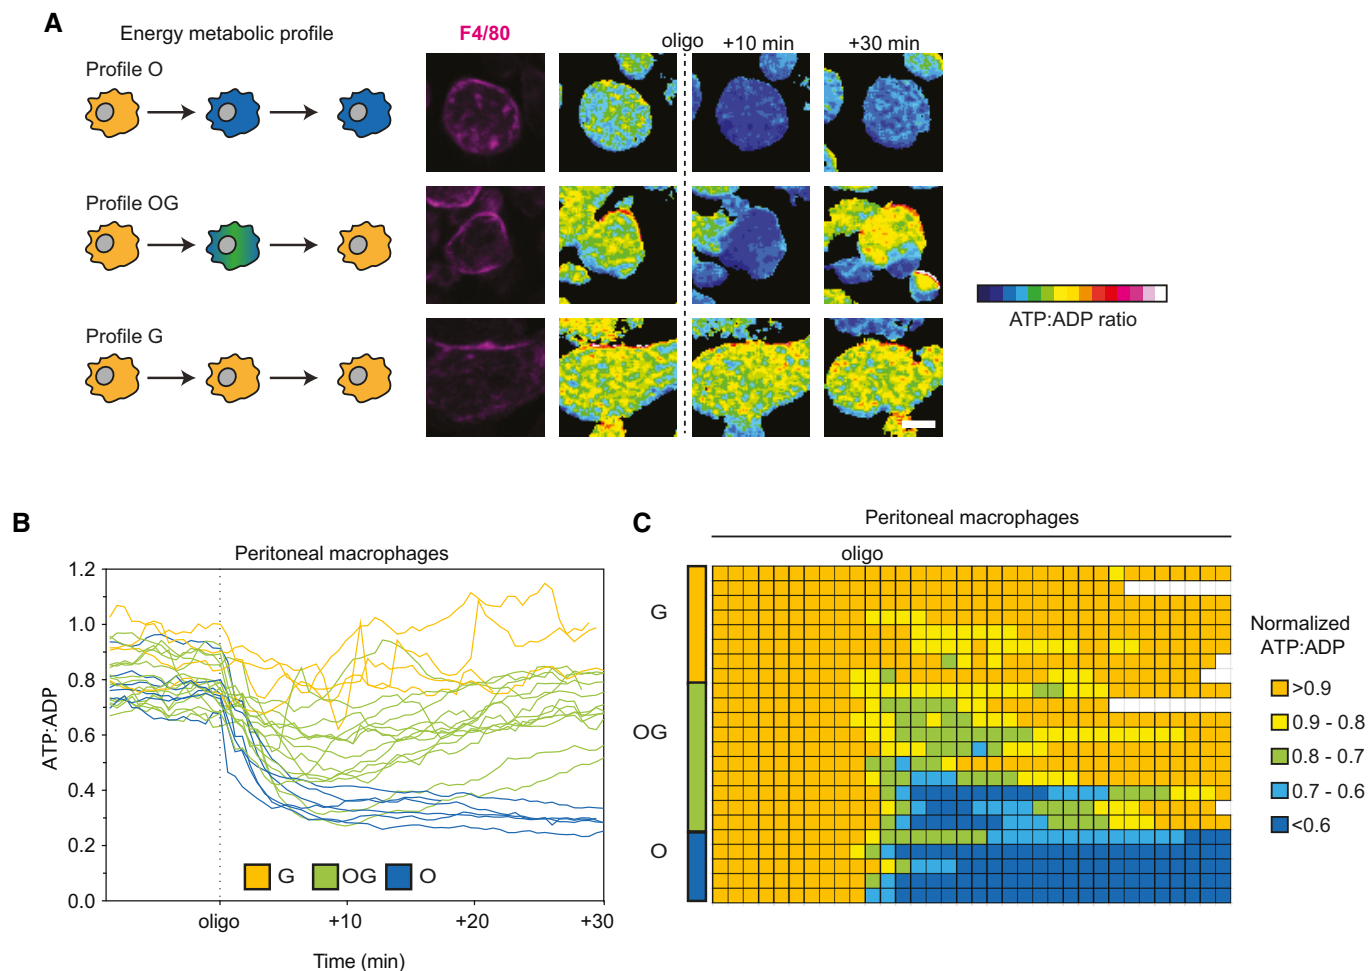 A
Energy metabolic profile
F4/80
oligo
+10 min
+30 min
Profile O
Profile OG
Profile G
ATP:ADP ratio
B
Peritoneal macrophages
ATP:ADP
1.2
1.0
0.8
0.6
0.4
0.2
0.0
G
OG
O
oligo
+10
+20
+30
Time (min)
C
Peritoneal macrophages
oligo
G
OG
O
Normalized
ATP:ADP
>0.9
0.9 - 0.8
0.8 - 0.7
0.7 - 0.6
<0.6